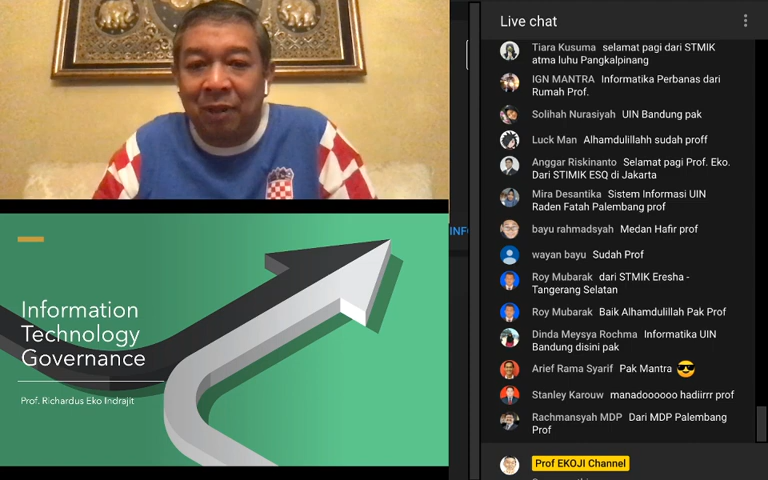 Information
Technology
Governance
Prof. Richardus Eko Indrajit
INFO
Live chat
Tiara Kusuma selamat pagi dari STMIK
atma luhu Pangkalpinang
IGN MANTRA Informatika Perbanas dari
Rumah Prof.
Solihah Nurasiyah UIN Bandung pak
Luck Man Alhamdulillahh sudah proff
Anggar Riskinanto Selamat pagi Prof. Eko.
Dari STIMIK ESQ di Jakarta
Mira Desantika Sistem Informasi UIN
Raden Fatah Palembang prof
bayu rahmadsyah Medan Hafir prof
wayan bayu Sudah Prof
Roy Mubarak dari STMIK Eresha -
Tangerang Selatan
Roy Mubarak Baik Alhamdulillah Pak Prof
Dinda Meysya Rochma Informatika UIN
Bandung disini pak
Arief Rama Syarif Pak Mantra 😎
Stanley Karouw manadoooooo hadiirrr prof
Rachmansyah MDP Dari MDP Palembang
Prof
Prof EKOJI Channel